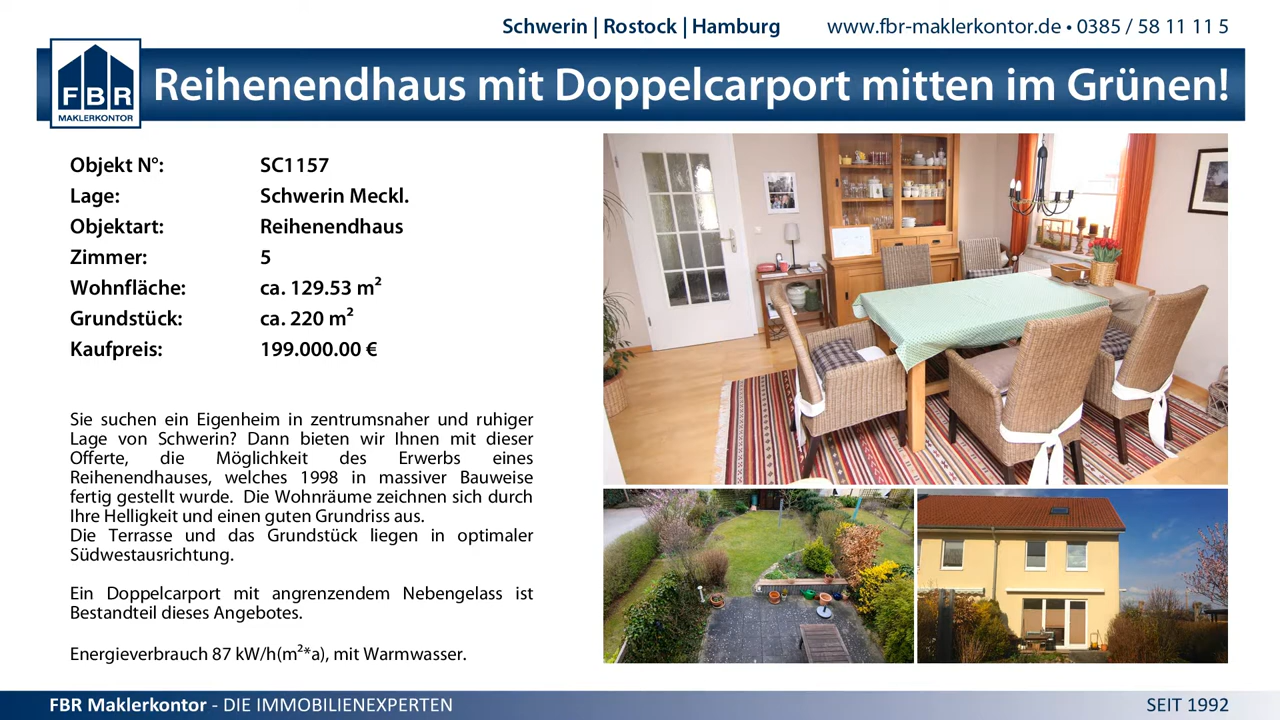 Schwerin | Rostock | Hamburg www.fbr-maklerkontor.de • 0385 / 58 11 11 5
FBR
MAKLERKONTOR
Reihenendhaus mit Doppelcarport mitten im Grünen!
Objekt N°: SC1157
Lage: Schwerin Meckl.
Objektart: Reihenendhaus
Zimmer: 5
Wohnfläche: ca. 129.53 m²
Grundstück: ca. 220 m²
Kaufpreis: 199.000.00 €
Sie suchen ein Eigenheim in zentrumsnaher und ruhiger
Lage von Schwerin? Dann bieten wir Ihnen mit dieser
Offerte, die Möglichkeit des Erwerbs eines
Reihenendhauses, welches 1998 in massiver Bauweise
fertig gestellt wurde. Die Wohnräume zeichnen sich durch
Ihre Helligkeit und einen guten Grundriss aus.
Die Terrasse und das Grundstück liegen in optimaler
Südwestausrichtung.
Ein Doppelcarport mit angrenzendem Nebengelass ist
Bestandteil dieses Angebotes.
Energieverbrauch 87 kW/h(m²*a), mit Warmwasser.
FBR Maklerkontor - DIE IMMOBILIENEXPERTEN SEIT 1992